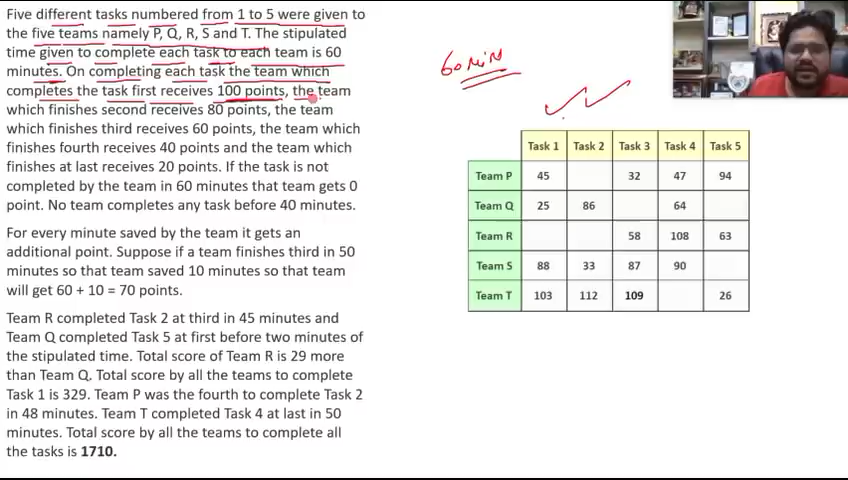 Five different tasks numbered from 1 to 5 were given to
the five teams namely P, Q, R, S and T. The stipulated
time given to complete each task to each team is 60
minutes. On completing each task the team which
completes the task first receives 100 points, the team
which finishes second receives 80 points, the team
which finishes third receives 60 points, the team which
finishes fourth receives 40 points and the team which
finishes at last receives 20 points. If the task is not
completed by the team in 60 minutes that team gets 0
point. No team completes any task before 40 minutes.
For every minute saved by the team it gets an
additional point. Suppose if a team finishes third in 50
minutes so that team saved 10 minutes so that team
will get 60 + 10 = 70 points.
Team R completed Task 2 at third in 45 minutes and
Team Q completed Task 5 at first before two minutes of
the stipulated time. Total score of Team R is 29 more
than Team Q. Total score by all the teams to complete
Task 1 is 329. Team P was the fourth to complete Task 2
in 48 minutes. Team T completed Task 4 at last in 50
minutes. Total score by all the teams to complete all
the tasks is 1710.
60 min
Task 1 Task 2 Task 3 Task 4 Task 5
Team P 45 32 47 94
Team Q 25 86 64
Team R 58 108 63
Team S 88 33 87 90
Team T 103 112 109 26